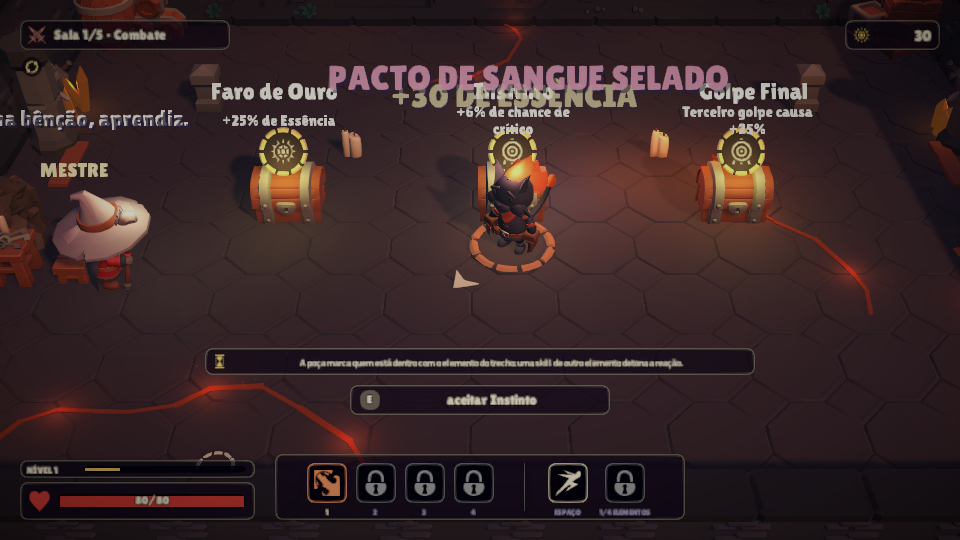 Sala 1/5 - Combate
30
PACTO DE SANGUE SELADO
+30 DE ESSÊNCIA
Faro de Ouro
+25% de Essência
Instinto
+6% de chance de
crítico
Golpe Final
Terceiro golpe causa
+25%
a bênção, aprendiz.
MESTRE
A poça marca quem está dentro com o elemento do trecho: uma skill de outro elemento detona a reação.
E
aceitar Instinto
NÍVEL 1
80/80
1
2
3
4
ESPAÇO
1/4 ELEMENTOS